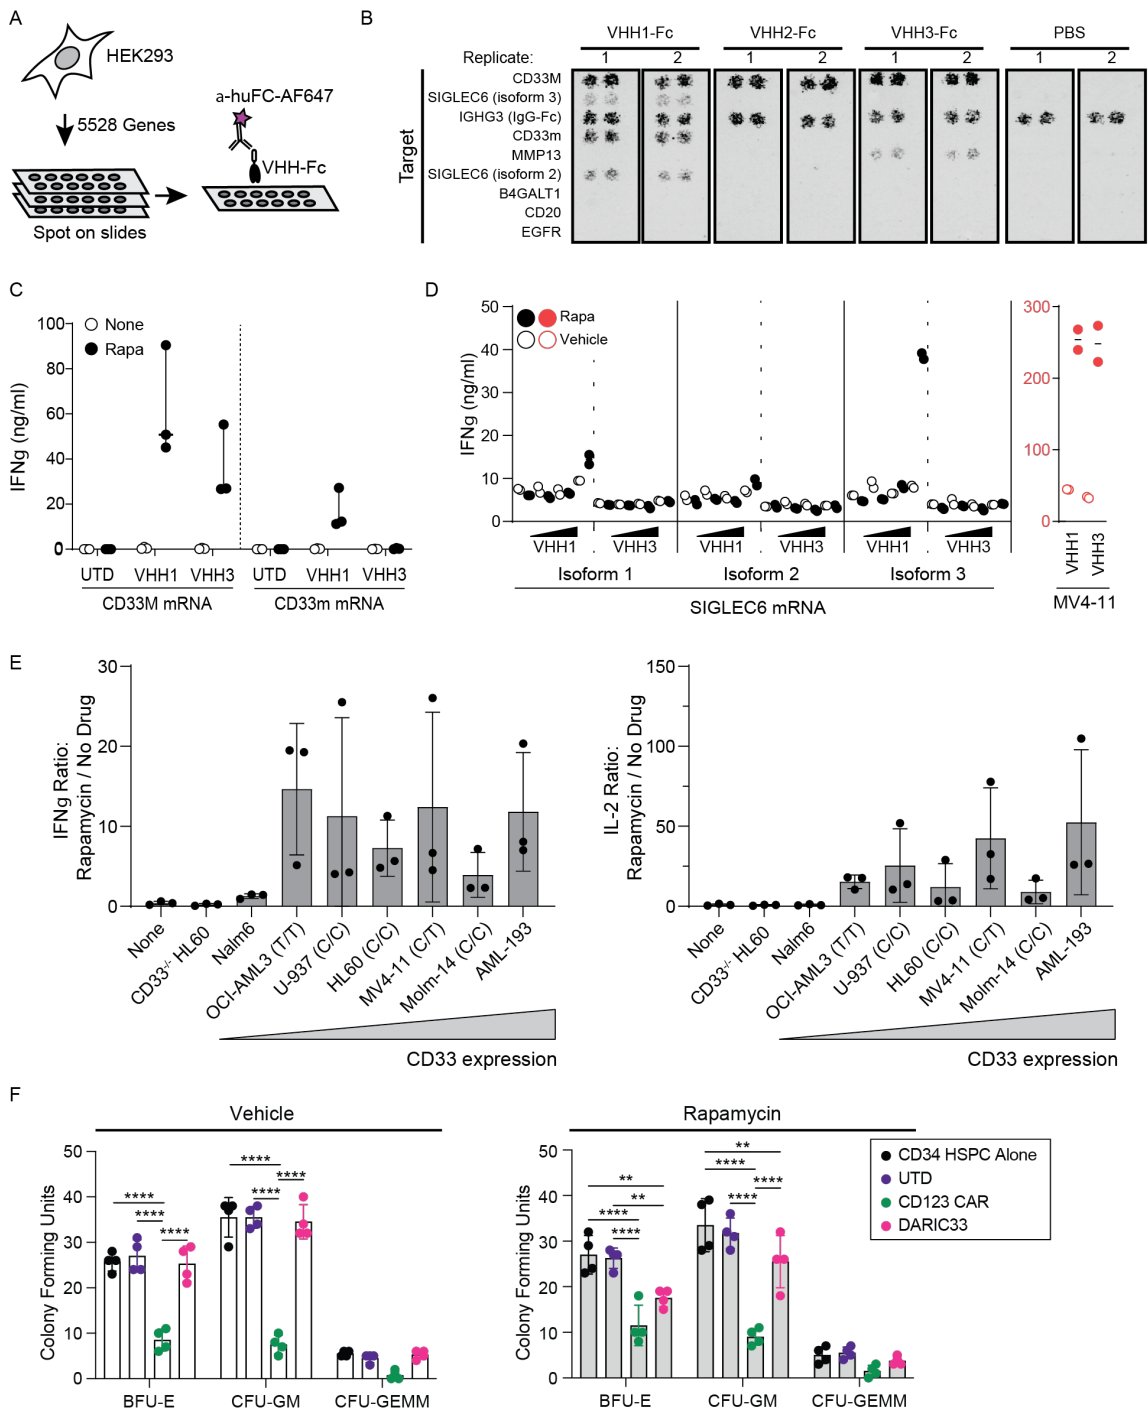 A
HEK293
5528 Genes
a-huFC-AF647
VHH-Fc
Spot on slides
B
VHH1-Fc VHH2-Fc VHH3-Fc PBS
Replicate: 1 2 1 2 1 2 1 2
Target
CD33M
SIGLEC6 (isoform 3)
IGHG3 (IgG-Fc)
CD33m
MMP13
SIGLEC6 (isoform 2)
B4GALT1
CD20
EGFR
C
IFNg (ng/ml)
100
80
60
40
20
0
None
Rapa
UTD VHH1 VHH3 UTD VHH1 VHH3
CD33M mRNA CD33m mRNA
D
IFNg (ng/ml)
50
40
30
20
10
0
Rapa
Vehicle
VHH1 VHH3 VHH1 VHH3 VHH1 VHH3
Isoform 1 Isoform 2 Isoform 3
SIGLEC6 mRNA
300
200
100
0
VHH1
VHH3
MV4-11
E
IFNg Ratio:
Rapamycin / No Drug
30
20
10
0
None
CD33-/- HL60
Nalm6
OCI-AML3 (T/T)
U-937 (C/C)
HL60 (C/C)
MV4-11 (C/T)
Molm-14 (C/C)
AML-193
CD33 expression
IL-2 Ratio:
Rapamycin / No Drug
150
100
50
0
None
CD33-/- HL60
Nalm6
OCI-AML3 (T/T)
U-937 (C/C)
HL60 (C/C)
MV4-11 (C/T)
Molm-14 (C/C)
AML-193
CD33 expression
F
Vehicle
Colony Forming Units
50
40
30
20
10
0
****
****
****
****
****
****
BFU-E CFU-GM CFU-GEMM
Rapamycin
Colony Forming Units
50
40
30
20
10
0
**
**
****
****
**
****
****
****
BFU-E CFU-GM CFU-GEMM
CD34 HSPC Alone
UTD
CD123 CAR
DARIC33